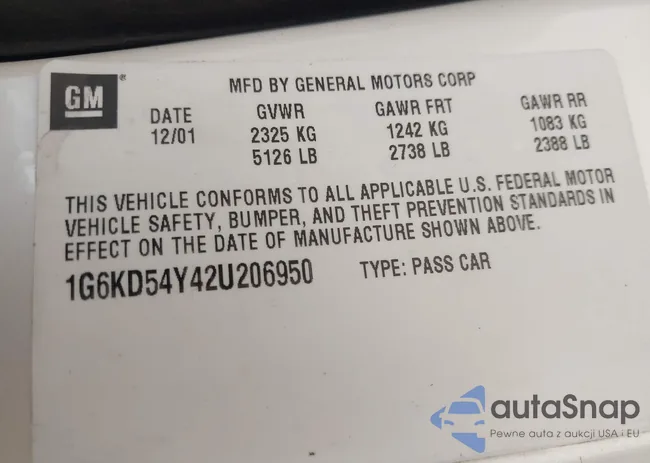 GM®
MFD BY GENERAL MOTORS CORP
DATE GVWR GAWR FRT GAWR RR
12/01 2325 KG 1242 KG 1083 KG
5126 LB 2738 LB 2388 LB
THIS VEHICLE CONFORMS TO ALL APPLICABLE U.S. FEDERAL MOTOR
VEHICLE SAFETY, BUMPER, AND THEFT PREVENTION STANDARDS IN
EFFECT ON THE DATE OF MANUFACTURE SHOWN ABOVE.
1G6KD54Y42U206950 TYPE: PASS CAR
autaSnap
Pewne auta z aukcji USA i EU